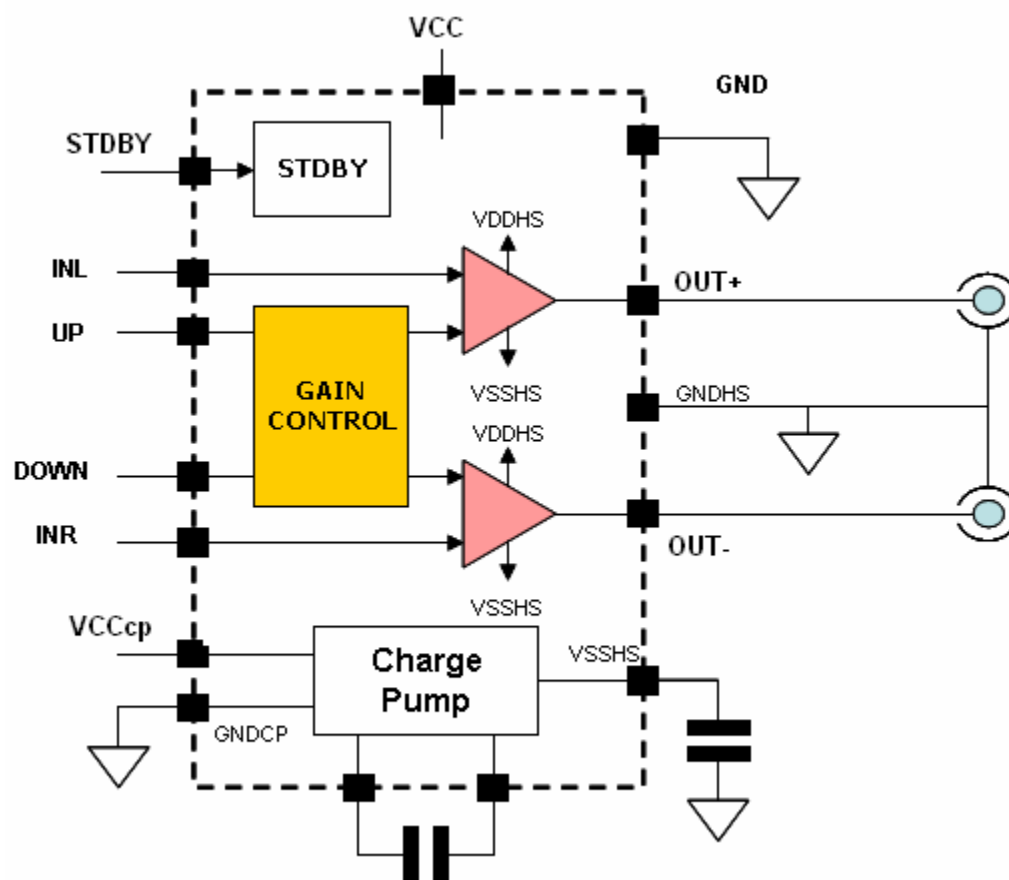 VCC
GND
STDBY
STDBY
VDDHS
INL
OUT+
UP
GAIN
CONTROL
VSSHS
GNDHS
VDDHS
DOWN
INR
OUT-
VSSHS
VCCcp
Charge
Pump
VSSHS
GNDCP